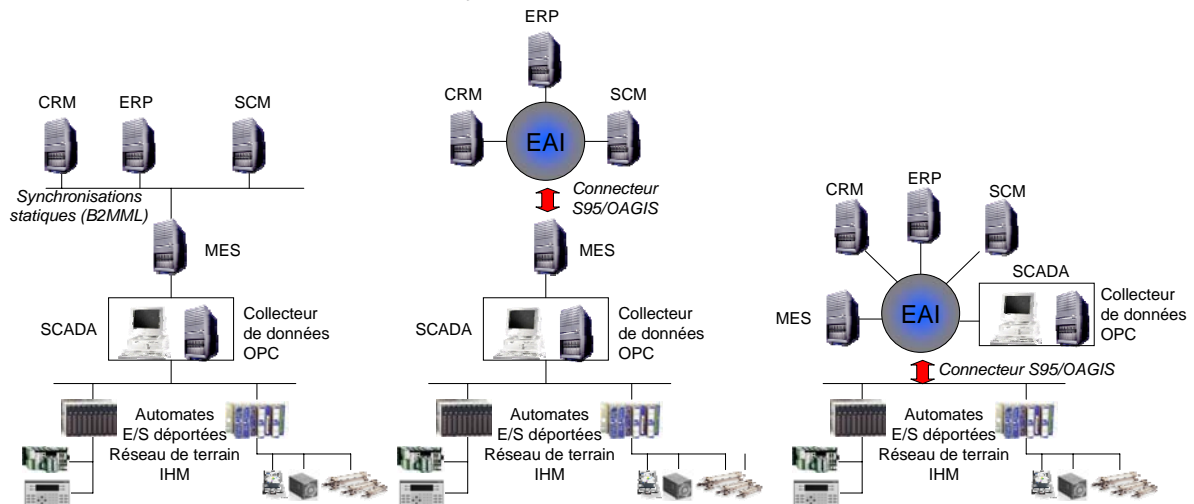 CRM
ERP
SCM
Synchronisations
statiques (B2MML)
MES
SCADA
Collecteur
de données
OPC
Automates
E/S déportées
Réseau de terrain
IHM
ERP
CRM
SCM
EAI
Connecteur
S95/OAGIS
MES
SCADA
Collecteur
de données
OPC
Automates
E/S déportées
Réseau de terrain
IHM
ERP
CRM
SCM
SCADA
MES
EAI
Collecteur
de données
OPC
Connecteur S95/OAGIS
Automates
E/S déportées
Réseau de terrain
IHM